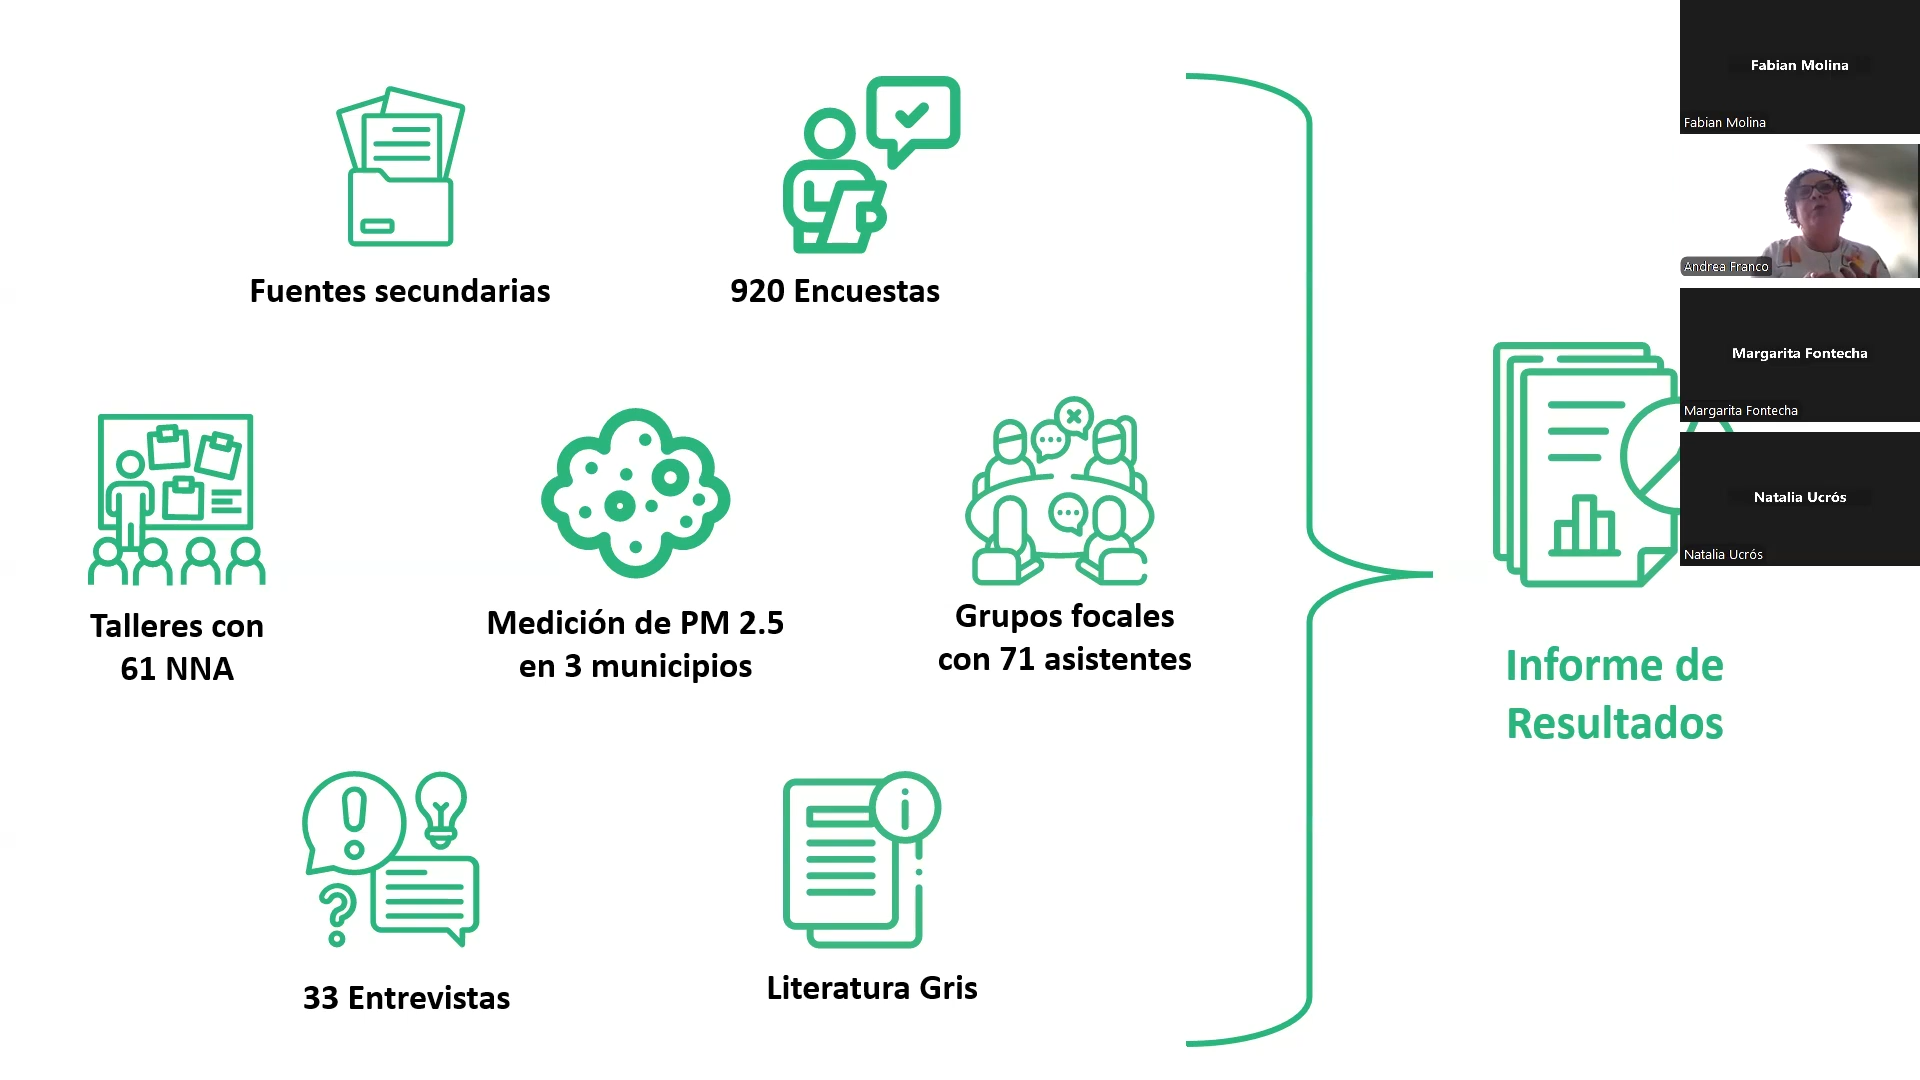 Fuentes secundarias
920 Encuestas
Talleres con
61 NNA
Medición de PM 2.5
en 3 municipios
Grupos focales
con 71 asistentes
33 Entrevistas
Literatura Gris
Informe de
Resultados
Fabian Molina
Fabian Molina
Andrea Franco
Margarita Fontecha
Margarita Fontecha
Natalia Ucrós
Natalia Ucrós